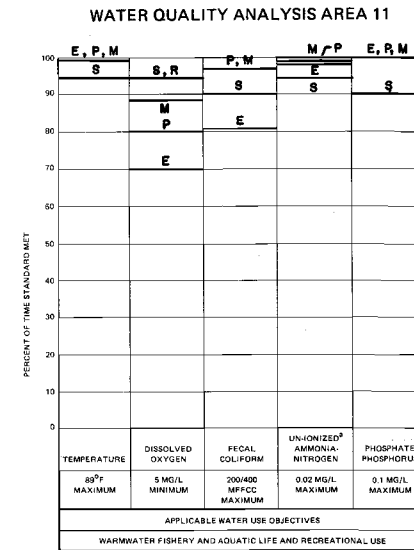 WATER QUALITY ANALYSIS AREA 11
E, P, M
S
S, R
M
P
E
P, M
S
E
M P
E
S
E, P, M
S
PERCENT OF TIME STANDARD MET
100
90
80
70
60
50
40
30
20
10
0
TEMPERATURE
DISSOLVED
OXYGEN
FECAL
COLIFORM
UN-IONIZED
AMMONIA-
NITROGEN
PHOSPHATE
PHOSPHORUS
89°F
MAXIMUM
5 MG/L
MINIMUM
200/400
MFFCC
MAXIMUM
0.02 MG/L
MAXIMUM
0.1 MG/L
MAXIMUM
APPLICABLE WATER USE OBJECTIVES
WARMWATER FISHERY AND AQUATIC LIFE AND RECREATIONAL USE